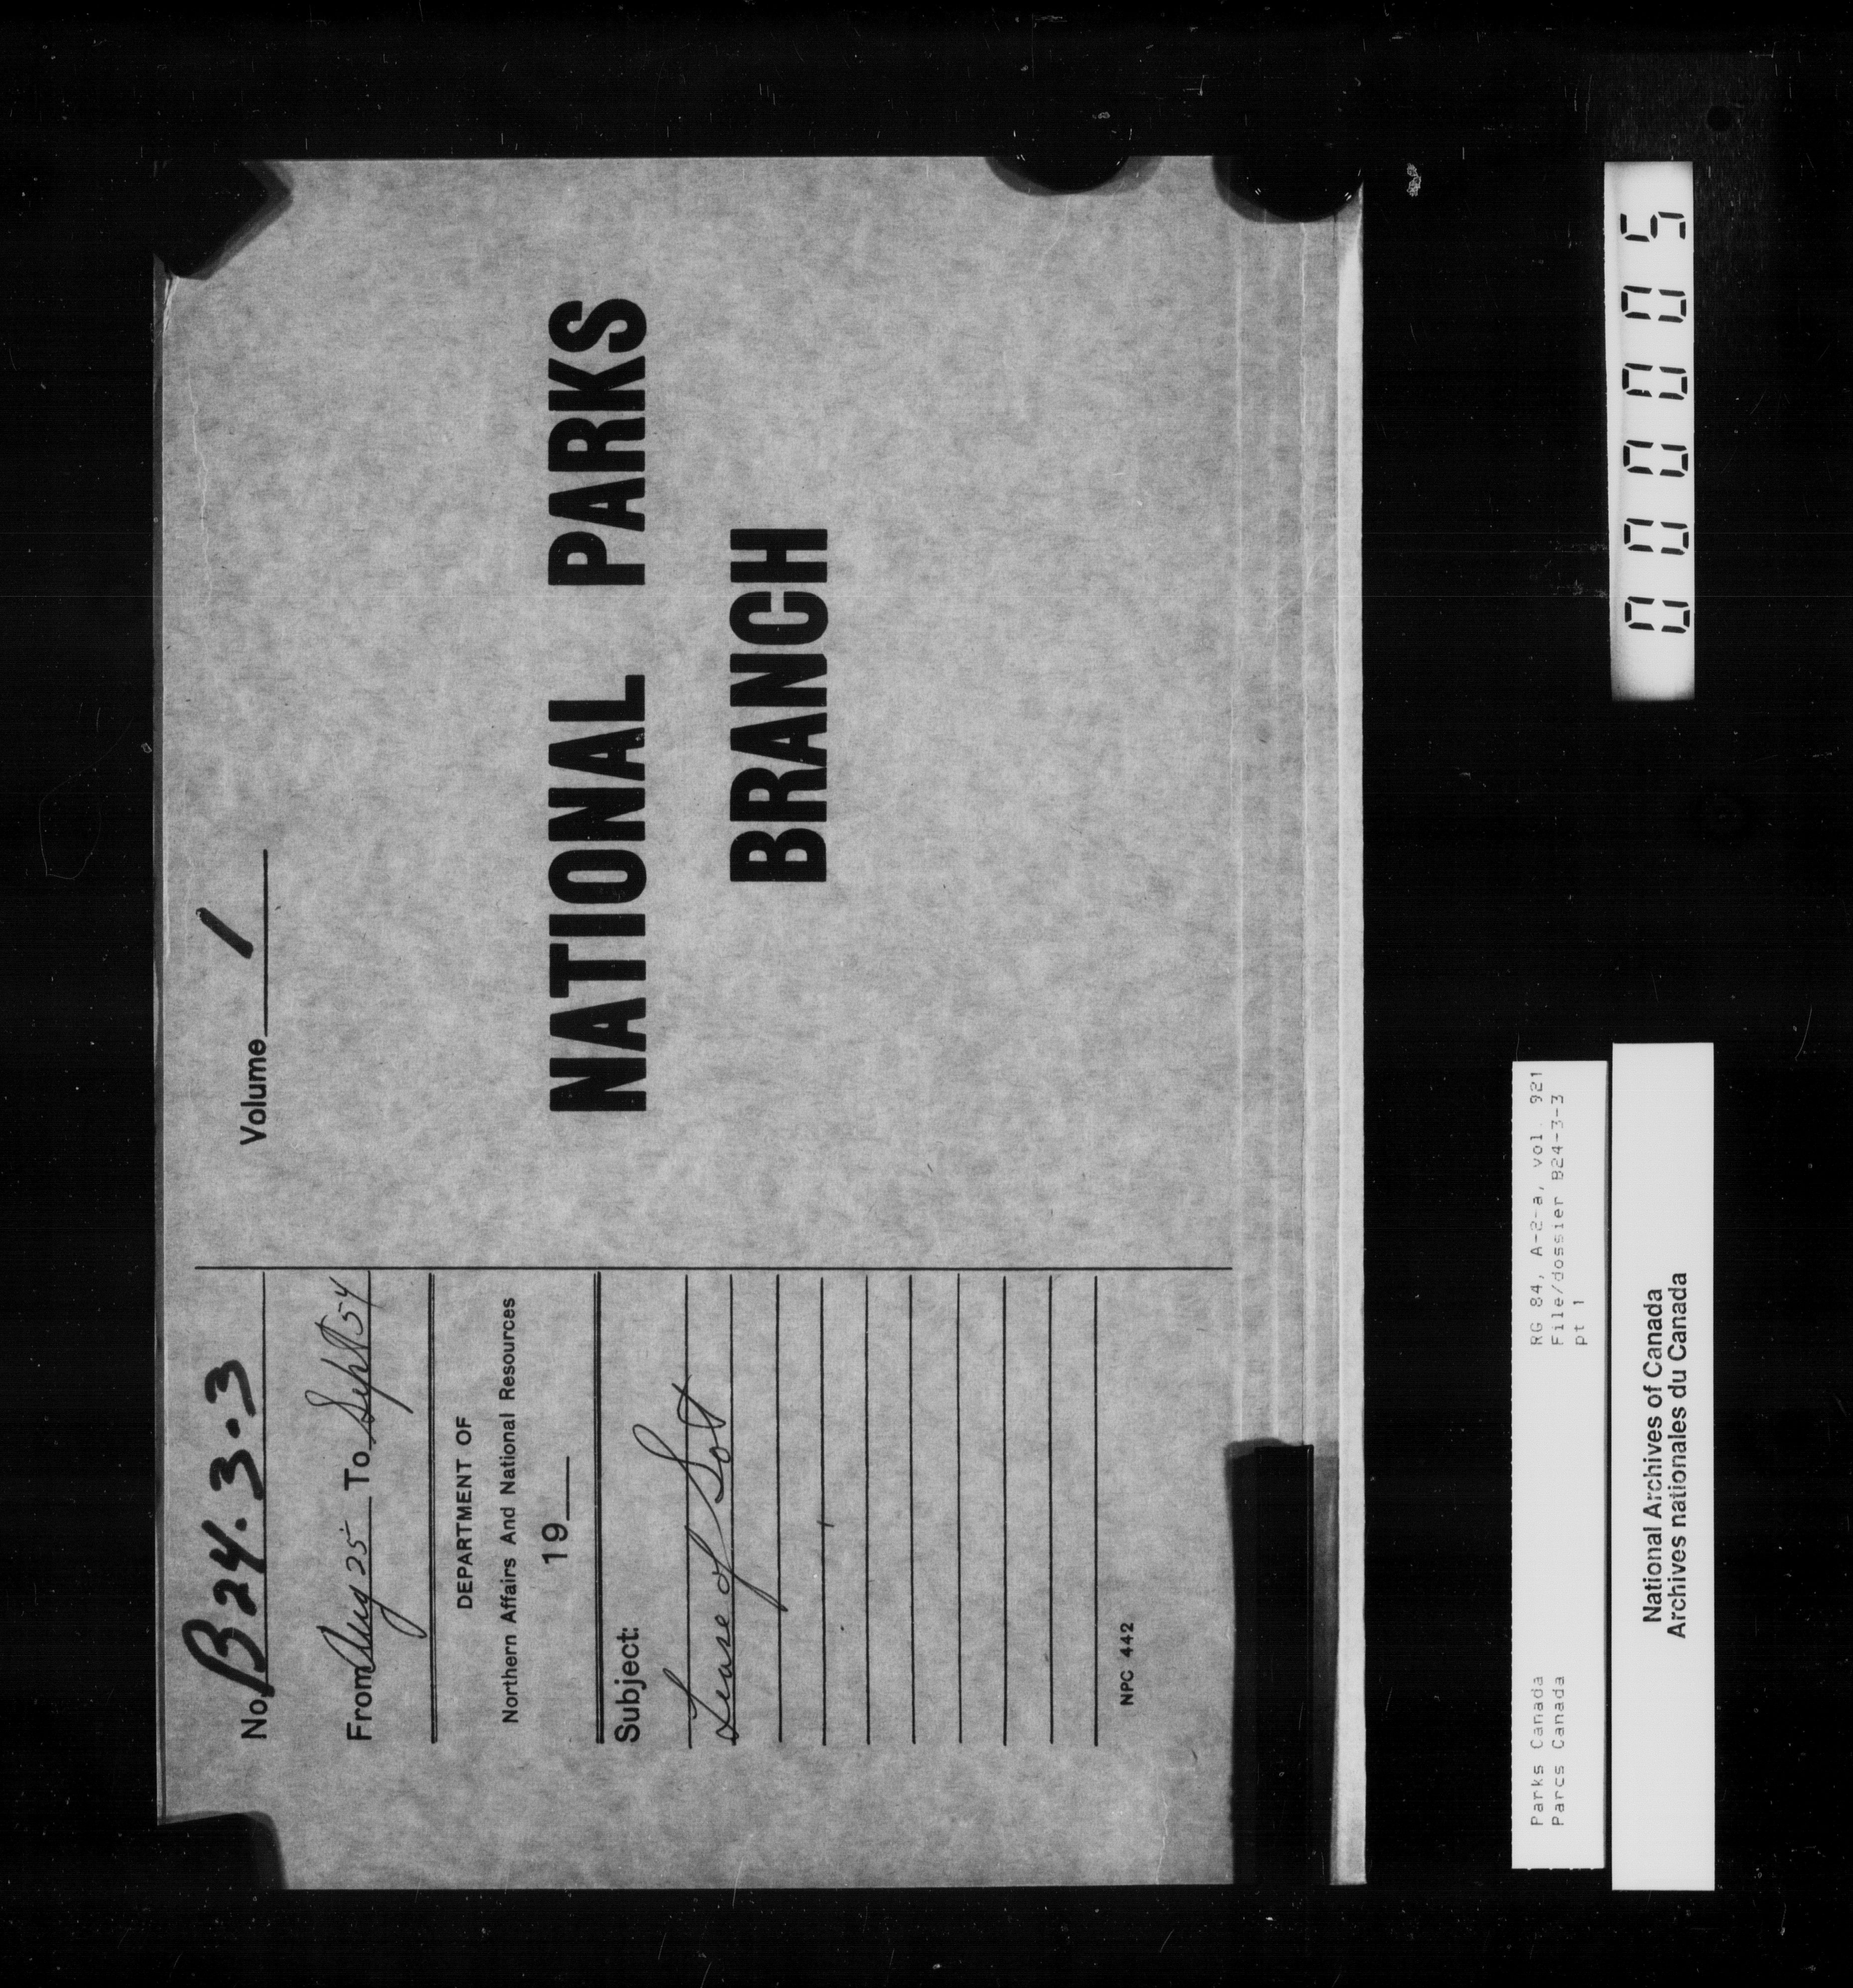 No. B24.3.3
Volume 1
From Aug 25 To Sept 54
DEPARTMENT OF
Northern Affairs And National Resources
19
Subject:
Lease of Lot
NPC 442
NATIONAL PARKS
BRANCH
Parks Canada
Parcs Canada
RG 84, A-2-a, vol. 921
File/dossier B24-3-3
pt 1
National Archives of Canada
Archives nationales du Canada
000005